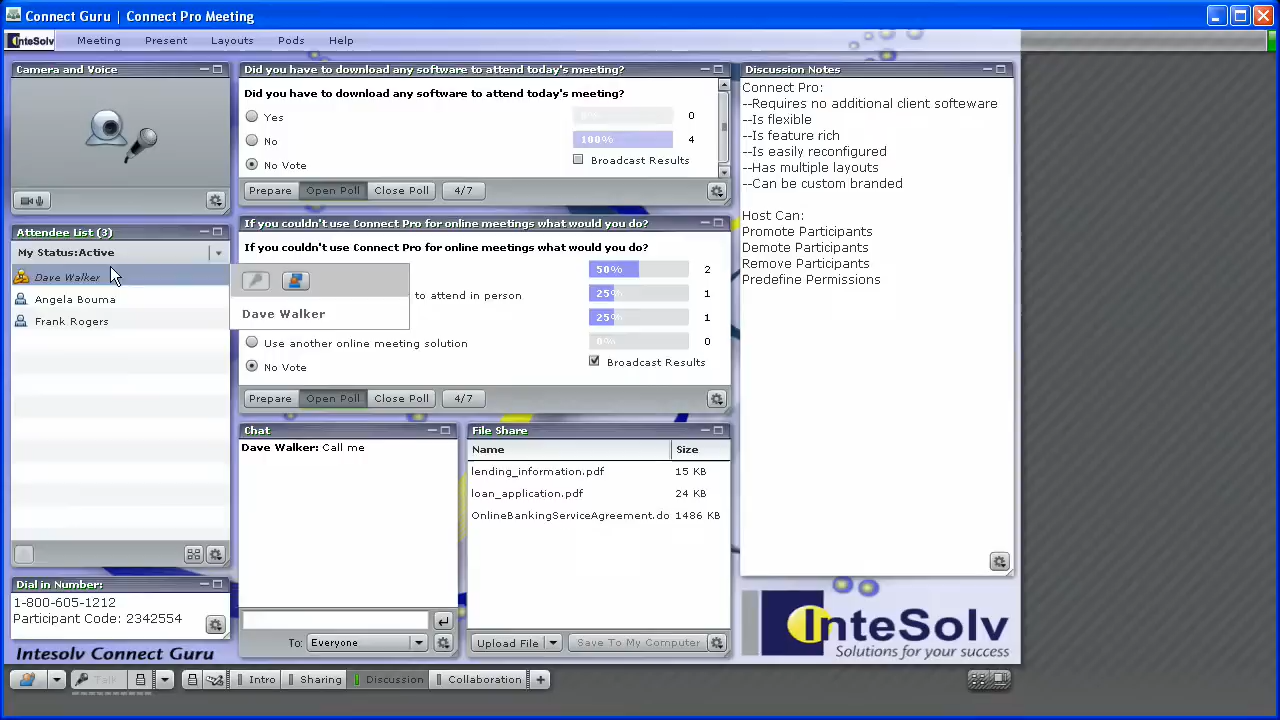 Connect Guru | Connect Pro Meeting
InteSolv
Meeting Present Layouts Pods Help
Camera and Voice
Attendee List (3)
My Status:Active
Dave Walker
Angela Bouma
Frank Rogers
Dave Walker
Dial in Number:
1-800-605-1212
Participant Code: 2342554
Intesolv Connect Guru
Did you have to download any software to attend today's meeting?
Did you have to download any software to attend today's meeting?
Yes 0% 0
No 100% 4
No Vote
Broadcast Results
Prepare Open Poll Close Poll 4/7
If you couldn't use Connect Pro for online meetings what would you do?
If you couldn't use Connect Pro for online meetings what would you do?
50% 2
to attend in person 25% 1
25% 1
Use another online meeting solution 0% 0
No Vote
Broadcast Results
Prepare Open Poll Close Poll 4/7
Chat
Dave Walker: Call me
To: Everyone
File Share
Name Size
lending_information.pdf 15 KB
loan_application.pdf 24 KB
OnlineBankingServiceAgreement.do 1486 KB
Upload File Save To My Computer
Discussion Notes
Connect Pro:
--Requires no additional client softeware
--Is flexible
--Is feature rich
--Is easily reconfigured
--Has multiple layouts
--Can be custom branded
Host Can:
Promote Participants
Demote Participants
Remove Participants
Predefine Permissions
InteSolv
Solutions for your success
Talk Intro Sharing Discussion Collaboration